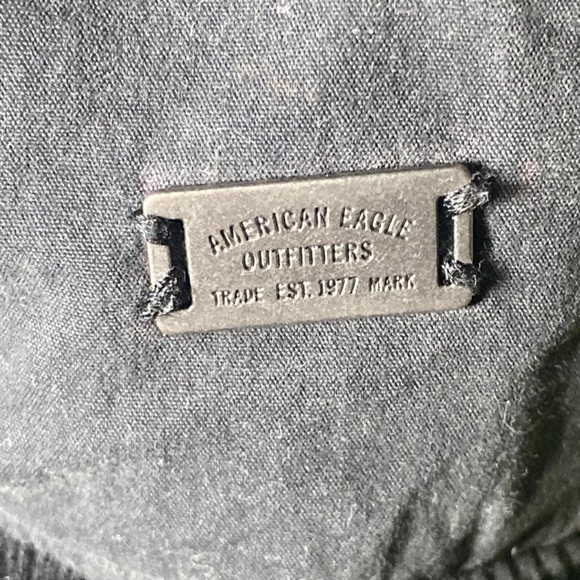 AMERICAN EAGLE
OUTFITTERS
TRADE EST. 1977 MARK